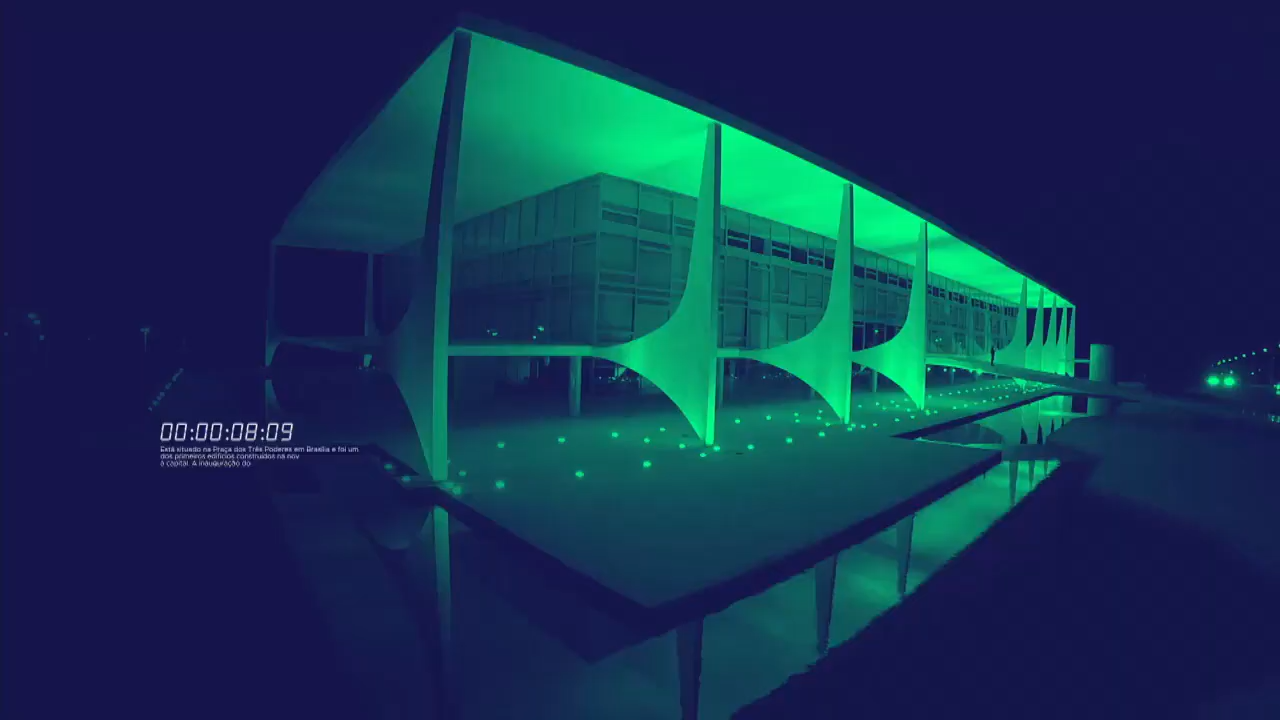 00:00:08:09
Está situado na Praça dos Três Poderes em Brasília e foi um
dos primeiros edifícios construídos na nov
a capital. A inauguração do